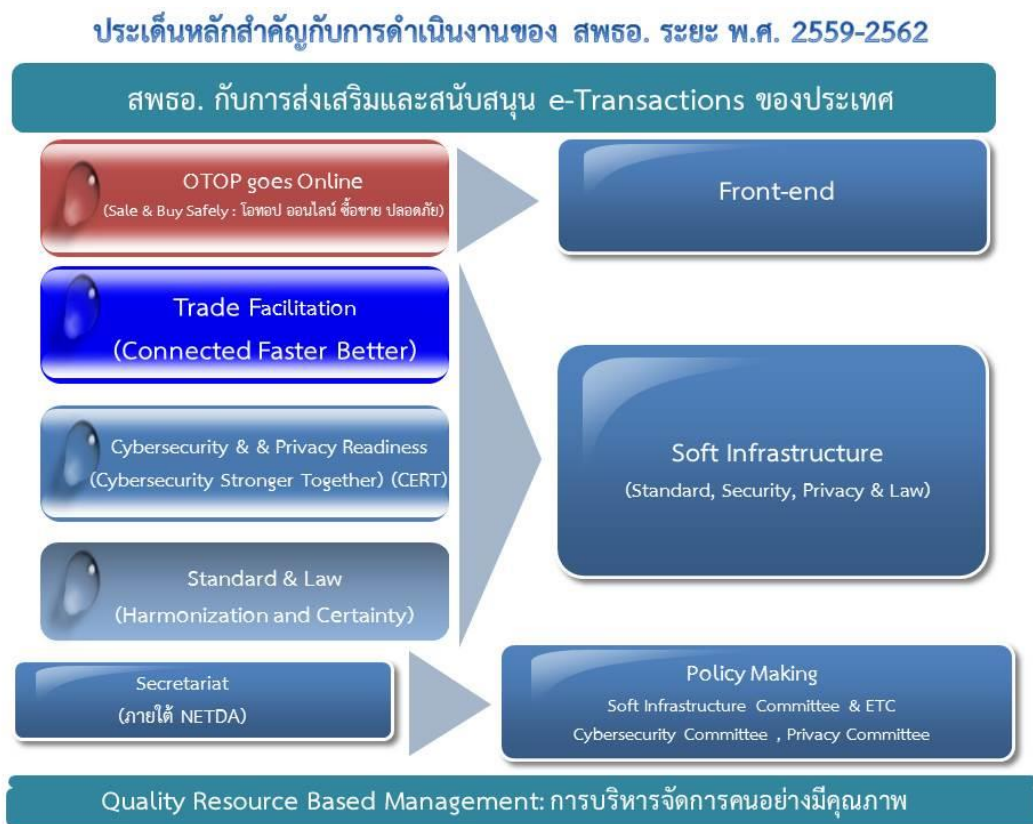 ประเด็นหลักสำคัญกับการดำเนินงานของ สพธอ. ระยะ พ.ศ. 2559-2562
สพธอ. กับการส่งเสริมและสนับสนุน e-Transactions ของประเทศ
OTOP goes Online
(Sale & Buy Safely : โอทอป ออนไลน์ ซื้อขาย ปลอดภัย)
Front-end
Trade Facilitation
(Connected Faster Better)
Cybersecurity & & Privacy Readiness
(Cybersecurity Stronger Together) (CERT)
Standard & Law
(Harmonization and Certainty)
Soft Infrastructure
(Standard, Security, Privacy & Law)
Secretariat
(ภายใต้ NETDA)
Policy Making
Soft Infrastructure Committee & ETC
Cybersecurity Committee , Privacy Committee
Quality Resource Based Management: การบริหารจัดการคนอย่างมีคุณภาพ